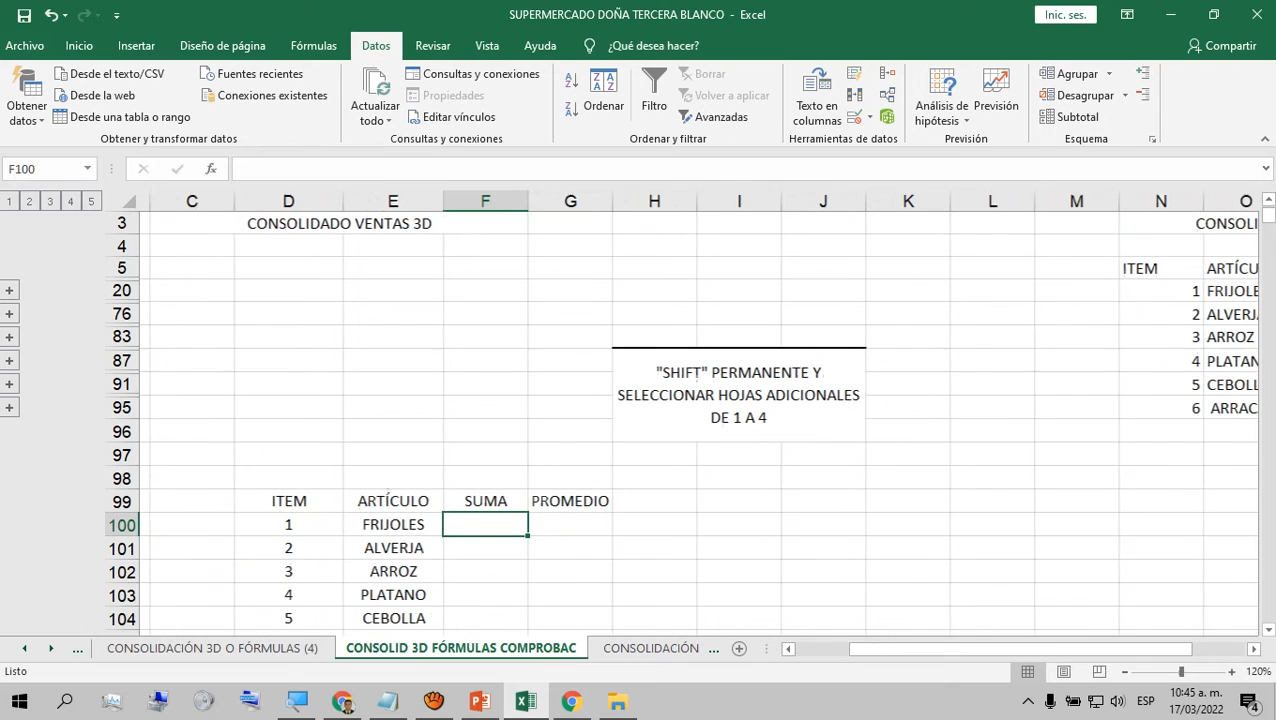 SUPERMERCADO DOÑA TERCERA BLANCO - Excel
Inic. ses.
Archivo Inicio Insertar Diseño de página Fórmulas Datos Revisar Vista Ayuda ¿Qué desea hacer? Compartir
Obtener datos
Desde el texto/CSV
Desde la web
Desde una tabla o rango
Fuentes recientes
Conexiones existentes
Obtener y transformar datos
Actualizar todo
Consultas y conexiones
Propiedades
Editar vínculos
Consultas y conexiones
Ordenar
Filtro
Borrar
Volver a aplicar
Avanzadas
Ordenar y filtrar
Texto en columnas
Herramientas de datos
Análisis de hipótesis
Previsión
Previsión
Agrupar
Desagrupar
Subtotal
Esquema
F100
fx
1 2 3 4 5
C D E F G H I J K L M N O
3 CONSOLIDADO VENTAS 3D CONSOLI
4
5 ITEM ARTÍCU
20 1 FRIJOLE
76 2 ALVERJA
83 3 ARROZ
87 "SHIFT" PERMANENTE Y 4 PLATAN
91 SELECCIONAR HOJAS ADICIONALES 5 CEBOLL
95 DE 1 A 4 6 ARRAC
96
97
98
99 ITEM ARTÍCULO SUMA PROMEDIO
100 1 FRIJOLES
101 2 ALVERJA
102 3 ARROZ
103 4 PLATANO
104 5 CEBOLLA
... CONSOLIDACIÓN 3D O FÓRMULAS (4) CONSOLID 3D FÓRMULAS COMPROBAC CONSOLIDACIÓN ...
Listo 120%
ESP
10:45 a. m.
17/03/2022
4